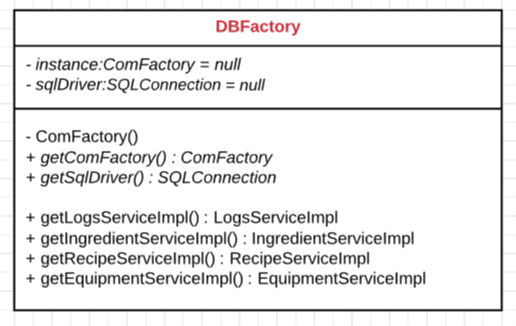 DBFactory
- instance:ComFactory = null
- sqlDriver:SQLConnection = null
- ComFactory()
+ getComFactory() : ComFactory
+ getSqlDriver() : SQLConnection
+ getLogsServiceImpl() : LogsServiceImpl
+ getIngredientServiceImpl() : IngredientServiceImpl
+ getRecipeServiceImpl() : RecipeServiceImpl
+ getEquipmentServiceImpl() : EquipmentServiceImpl